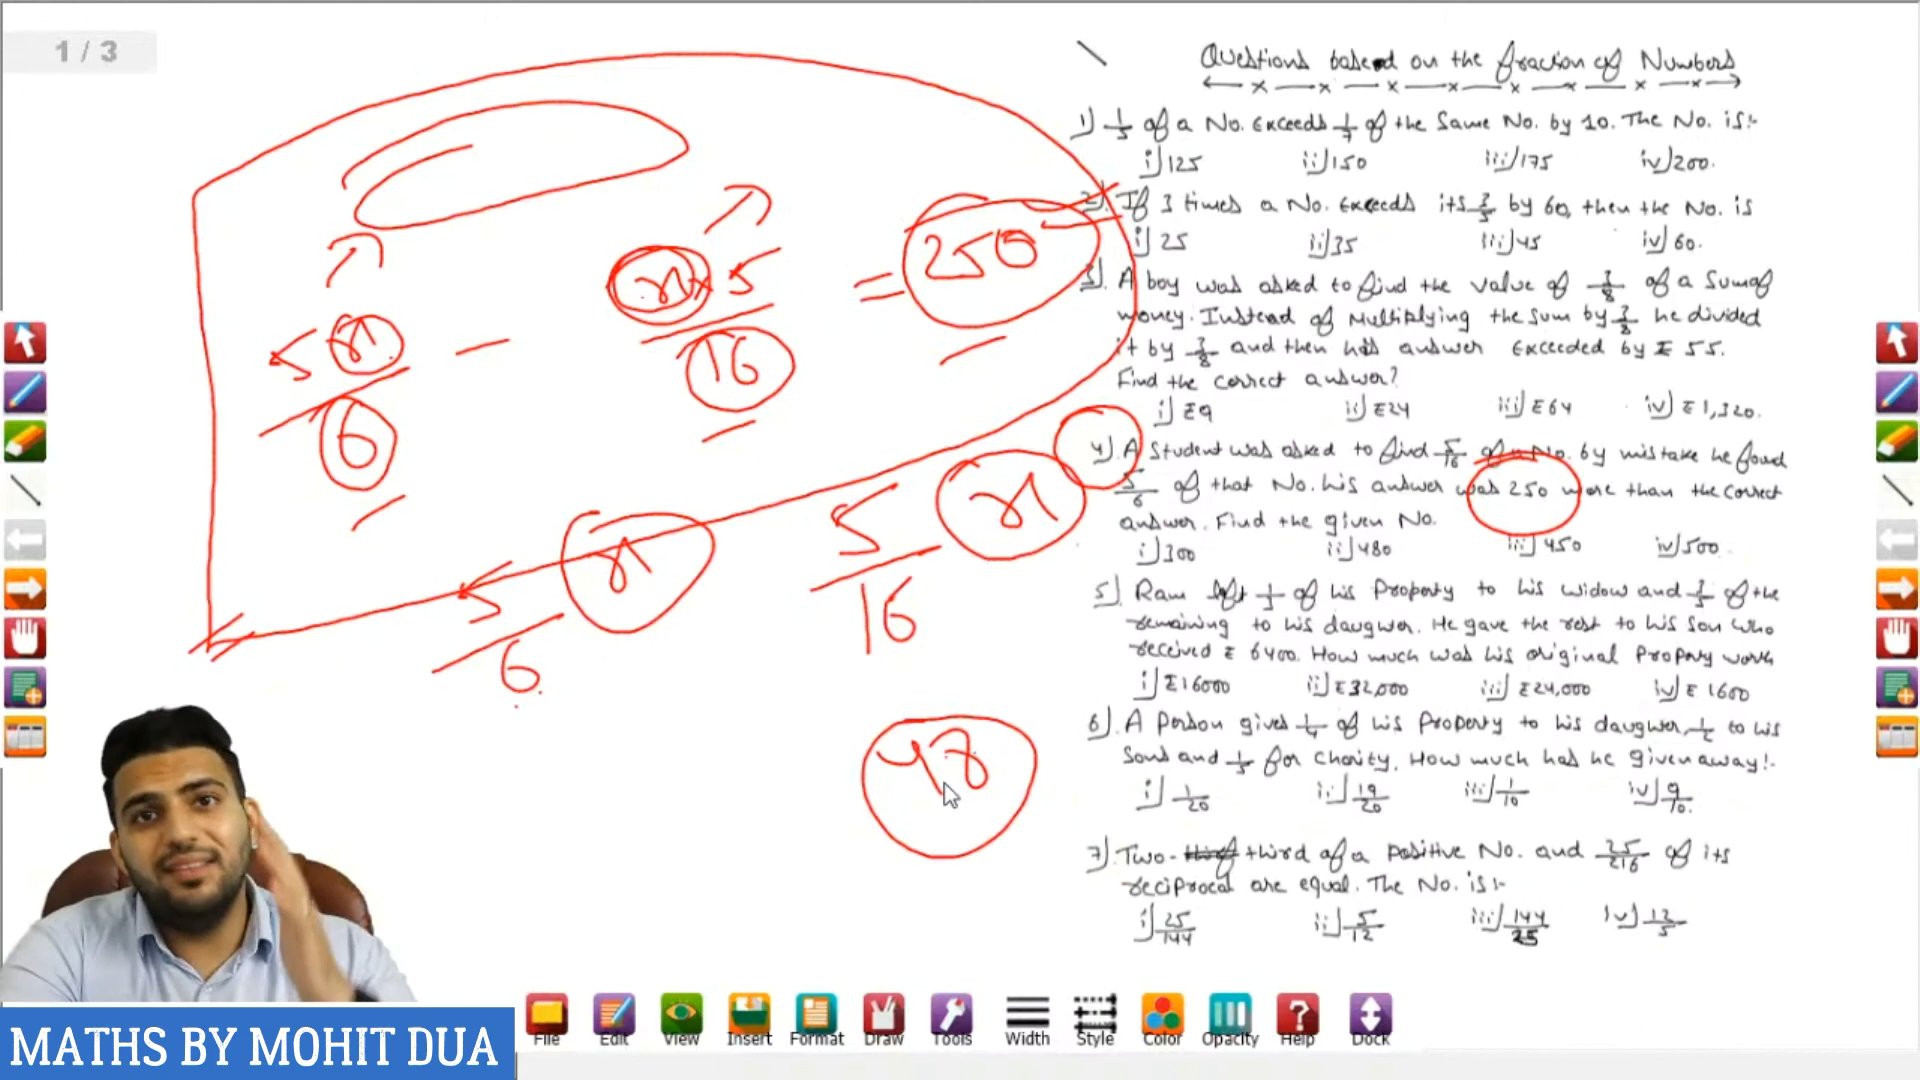 1 / 3
Questions based on the fraction of Numbers
1) 1/5 of a No. Exceeds 1/7 of the Same No. by 10. The No. is:-
i) 125 ii) 150 iii) 175 iv) 200.
2) If 3 times a No. Exceeds its 3/5 by 60, then the No. is
i) 25 ii) 35 iii) 45 iv) 60.
3). A boy was asked to find the value of 3/8 of a Sum of
money. Instead of Multiplying the sum by 3/8 he divided
it by 3/8 and then his answer exceeded by ₹ 55.
Find the correct answer?
i) ₹9 ii) ₹24 iii) ₹64 iv) ₹1,320.
4). A Student was asked to find 5/16 of a No. by mistake he found
5/6 of that No. his answer was 250 more than the correct
answer. Find the given No.
i) 300 ii) 480 iii) 450 iv) 500.
5). Ram left 1/3 of his Property to his widow and 3/5 of the
remaining to his daugwer. He gave the rest to his son who
received ₹ 6400. How much was his original Property worth
i) ₹16000 ii) ₹32,000 iii) ₹24,000 iv) ₹1600
6). A Person gives 1/4 of his Property to his daugwer, 1/2 to his
Sons and 1/5 for Charity. How much has he given away!-
i) 1/20 ii) 19/20 iii) 1/10 iv) 9/10.
7). Two- third of a Positive No. and 25/216 of its
reciprocal are equal. The No. is:-
i) 25/144 ii) 5/12 iii) 144/25 iv) 12/5
5x/6 - x×5/16 = 250
5/6 x 5/16 x
48
MATHS BY MOHIT DUA
File Edit View Insert Format Draw Tools Width Style Color Opacity Help Dock